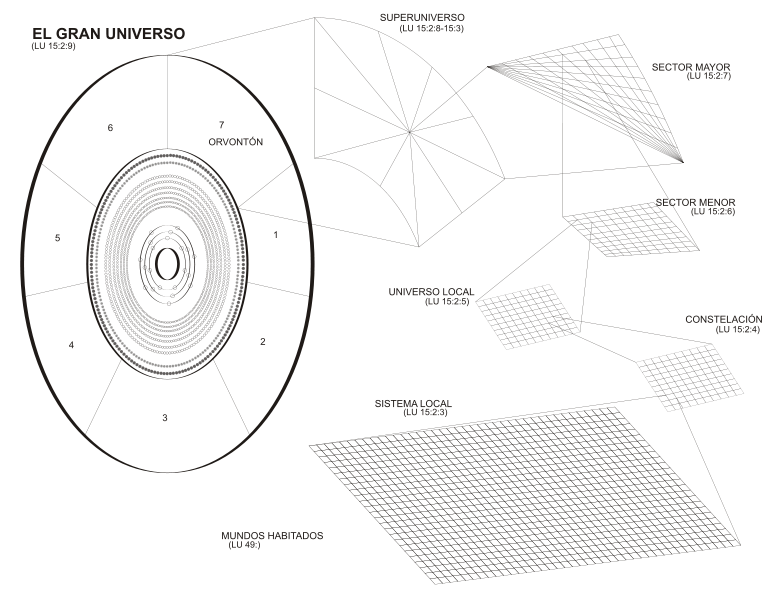 EL GRAN UNIVERSO
(LU 15:2:9)
SUPERUNIVERSO
(LU 15:2:8-15:3)
SECTOR MAYOR
(LU 15:2:7)
6
7
ORVONTÓN
5
1
4
2
3
SECTOR MENOR
(LU 15:2:6)
UNIVERSO LOCAL
(LU 15:2:5)
CONSTELACIÓN
(LU 15:2:4)
SISTEMA LOCAL
(LU 15:2:3)
MUNDOS HABITADOS
(LU 49:)